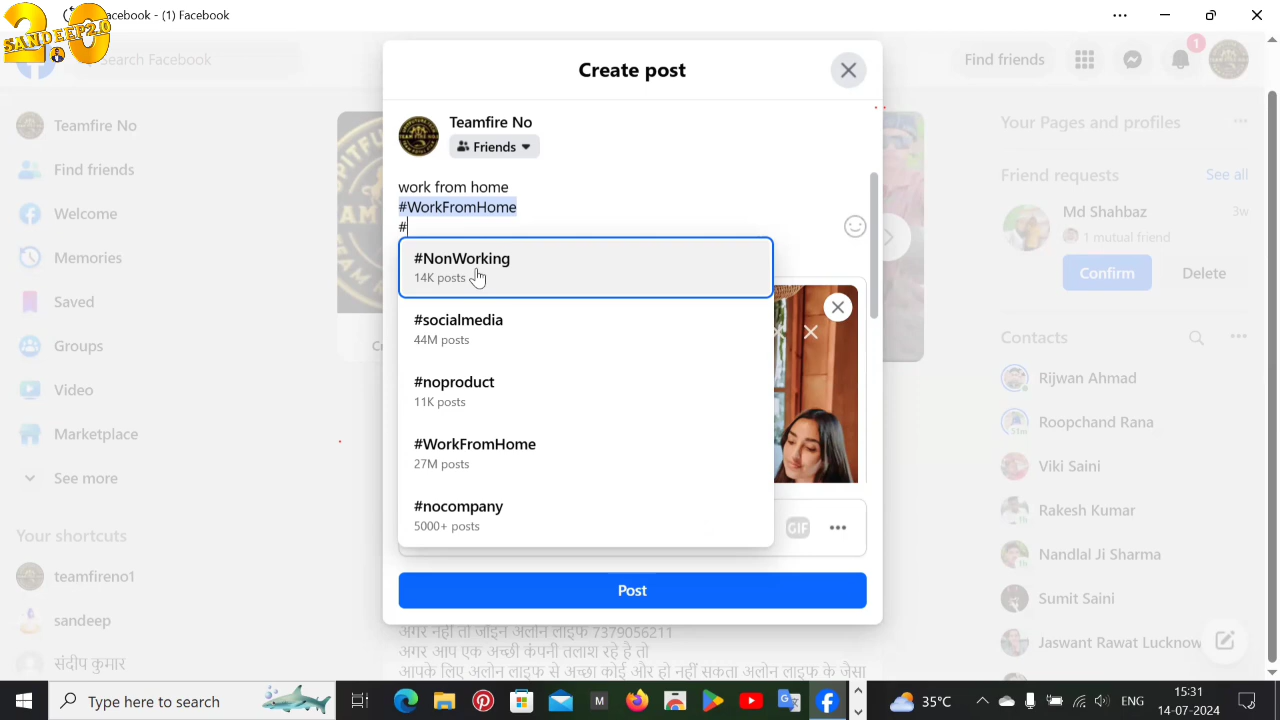 2.0
SANDEEP2.0
acebook - (1) Facebook
Search Facebook
Find friends
1
Create post
Teamfire No
Find friends
Welcome
Memories
Saved
Groups
Video
Marketplace
See more
Your shortcuts
teamfireno1
sandeep
संदीप कुमार
Teamfire No
Friends
work from home
#WorkFromHome
#
#NonWorking
14K posts
#socialmedia
44M posts
#noproduct
11K posts
#WorkFromHome
27M posts
#nocompany
5000+ posts
GIF
Post
अगर नहीं तो जॉइन अलोन लाइफ 7379056211
अगर आप एक अच्छी कंपनी तलाश रहे है तो
आपके लिए अलोन लाइफ से अच्छा कोई और हो नहीं सकता अलोन लाइफ के जैसा
Your Pages and profiles
Friend requests
See all
Md Shahbaz
3w
1 mutual friend
Confirm
Delete
Contacts
Rijwan Ahmad
Roopchand Rana
51m
Viki Saini
Rakesh Kumar
Nandlal Ji Sharma
Sumit Saini
Jaswant Rawat Lucknow
Type here to search
M
35°C
ENG
15:31
14-07-2024